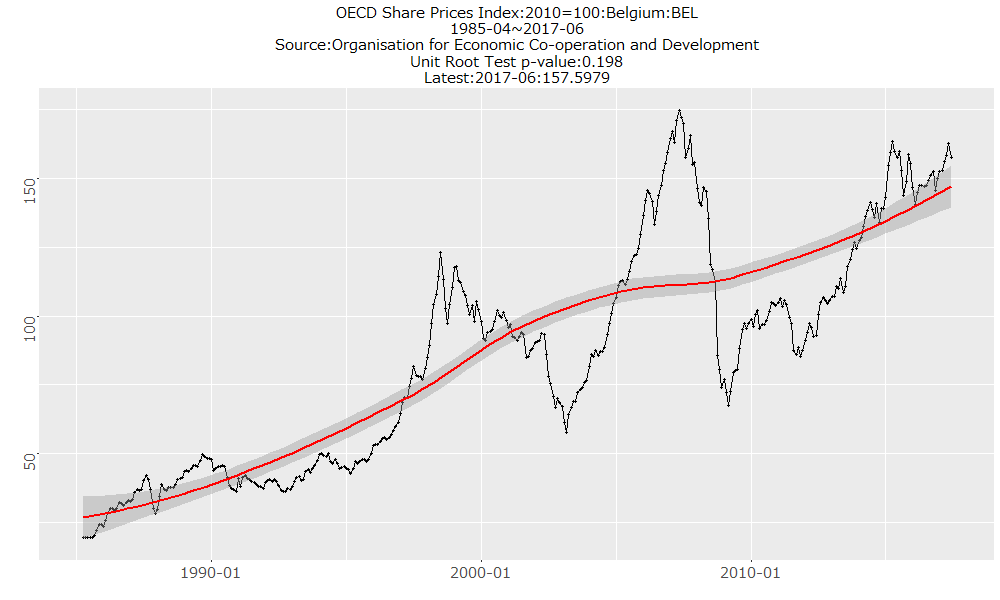 OECD Share Prices Index:2010=100:Belgium:BEL
1985-04~2017-06
Source:Organisation for Economic Co-operation and Development
Unit Root Test p-value:0.198
Latest:2017-06:157.5979
150
100
50
1990-01
2000-01
2010-01